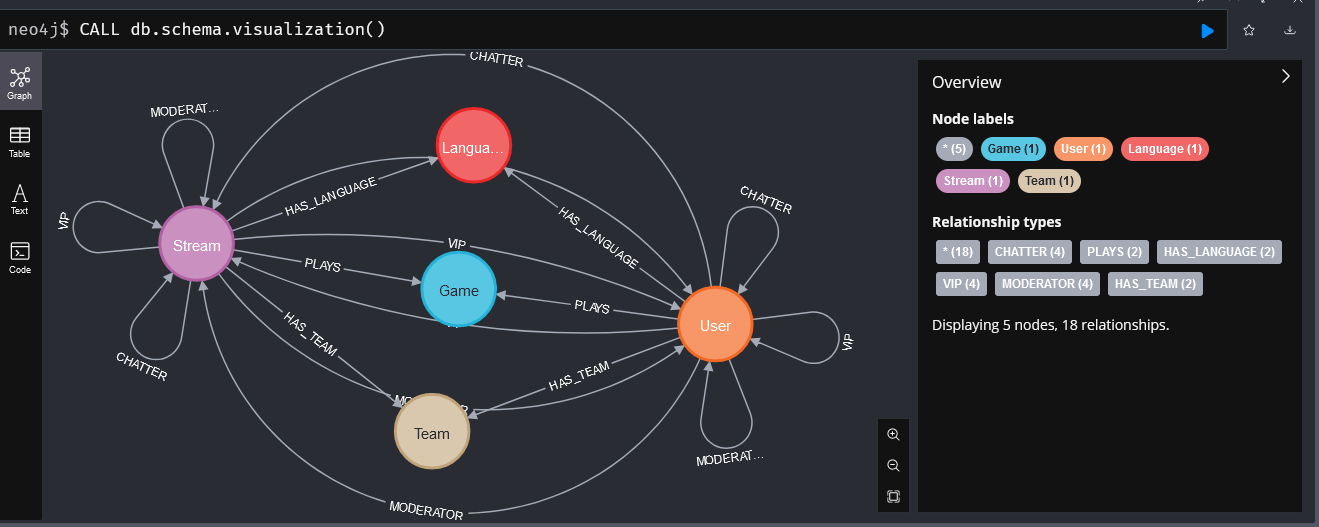 neo4j$ CALL db.schema.visualization()
Graph
Table
Text
Code
CHATTER
MODERAT...
Langua...
HAS_LANGUAGE
HAS_LANGUAGE
CHATTER
VIP
Stream
VIP
PLAYS
Game
PLAYS
User
VIP
HAS_TEAM
CHATTER
HAS_TEAM
Team
MODERAT...
MODERATOR
Overview
Node labels
* (5) Game (1) User (1) Language (1)
Stream (1) Team (1)
Relationship types
* (18) CHATTER (4) PLAYS (2) HAS_LANGUAGE (2)
VIP (4) MODERATOR (4) HAS_TEAM (2)
Displaying 5 nodes, 18 relationships.